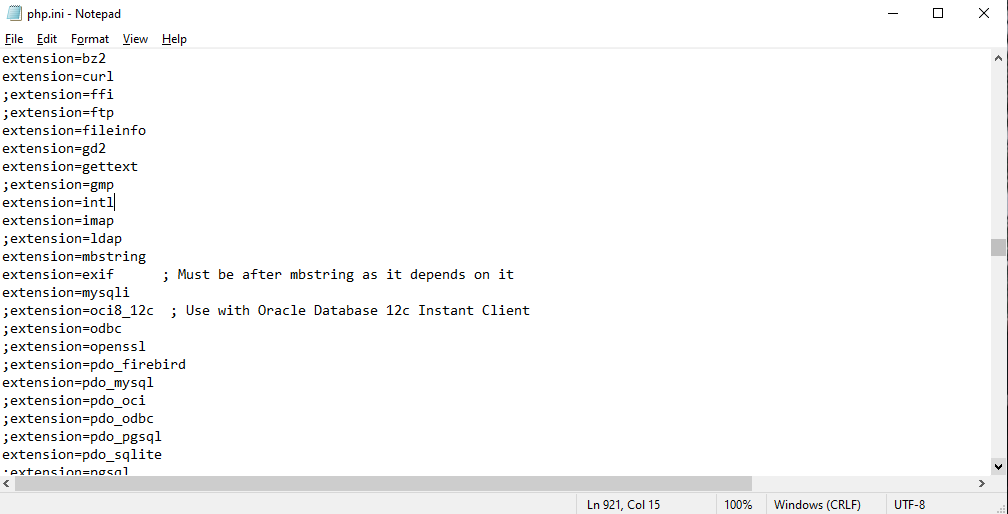 php.ini - Notepad
File Edit Format View Help
extension=bz2
extension=curl
;extension=ffi
;extension=ftp
extension=fileinfo
extension=gd2
extension=gettext
;extension=gmp
extension=intl
extension=imap
;extension=ldap
extension=mbstring
extension=exif      ; Must be after mbstring as it depends on it
extension=mysqli
;extension=oci8_12c  ; Use with Oracle Database 12c Instant Client
;extension=odbc
;extension=openssl
;extension=pdo_firebird
extension=pdo_mysql
;extension=pdo_oci
;extension=pdo_odbc
;extension=pdo_pgsql
extension=pdo_sqlite
;extension=pgsql
Ln 921, Col 15 100% Windows (CRLF) UTF-8